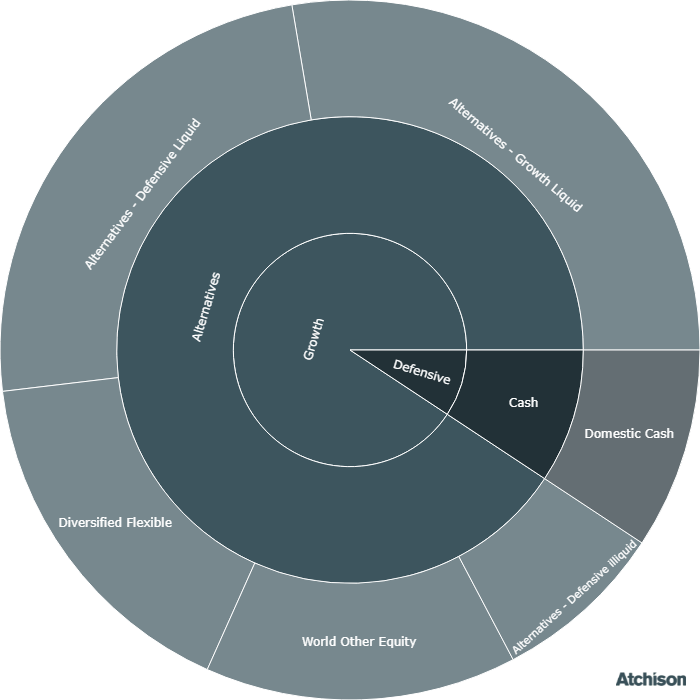 Alternatives - Growth Liquid
Alternatives - Defensive Liquid
Alternatives
Growth
Defensive
Cash
Domestic Cash
Diversified Flexible
Alternatives - Defensive illiquid
World Other Equity
Atchison